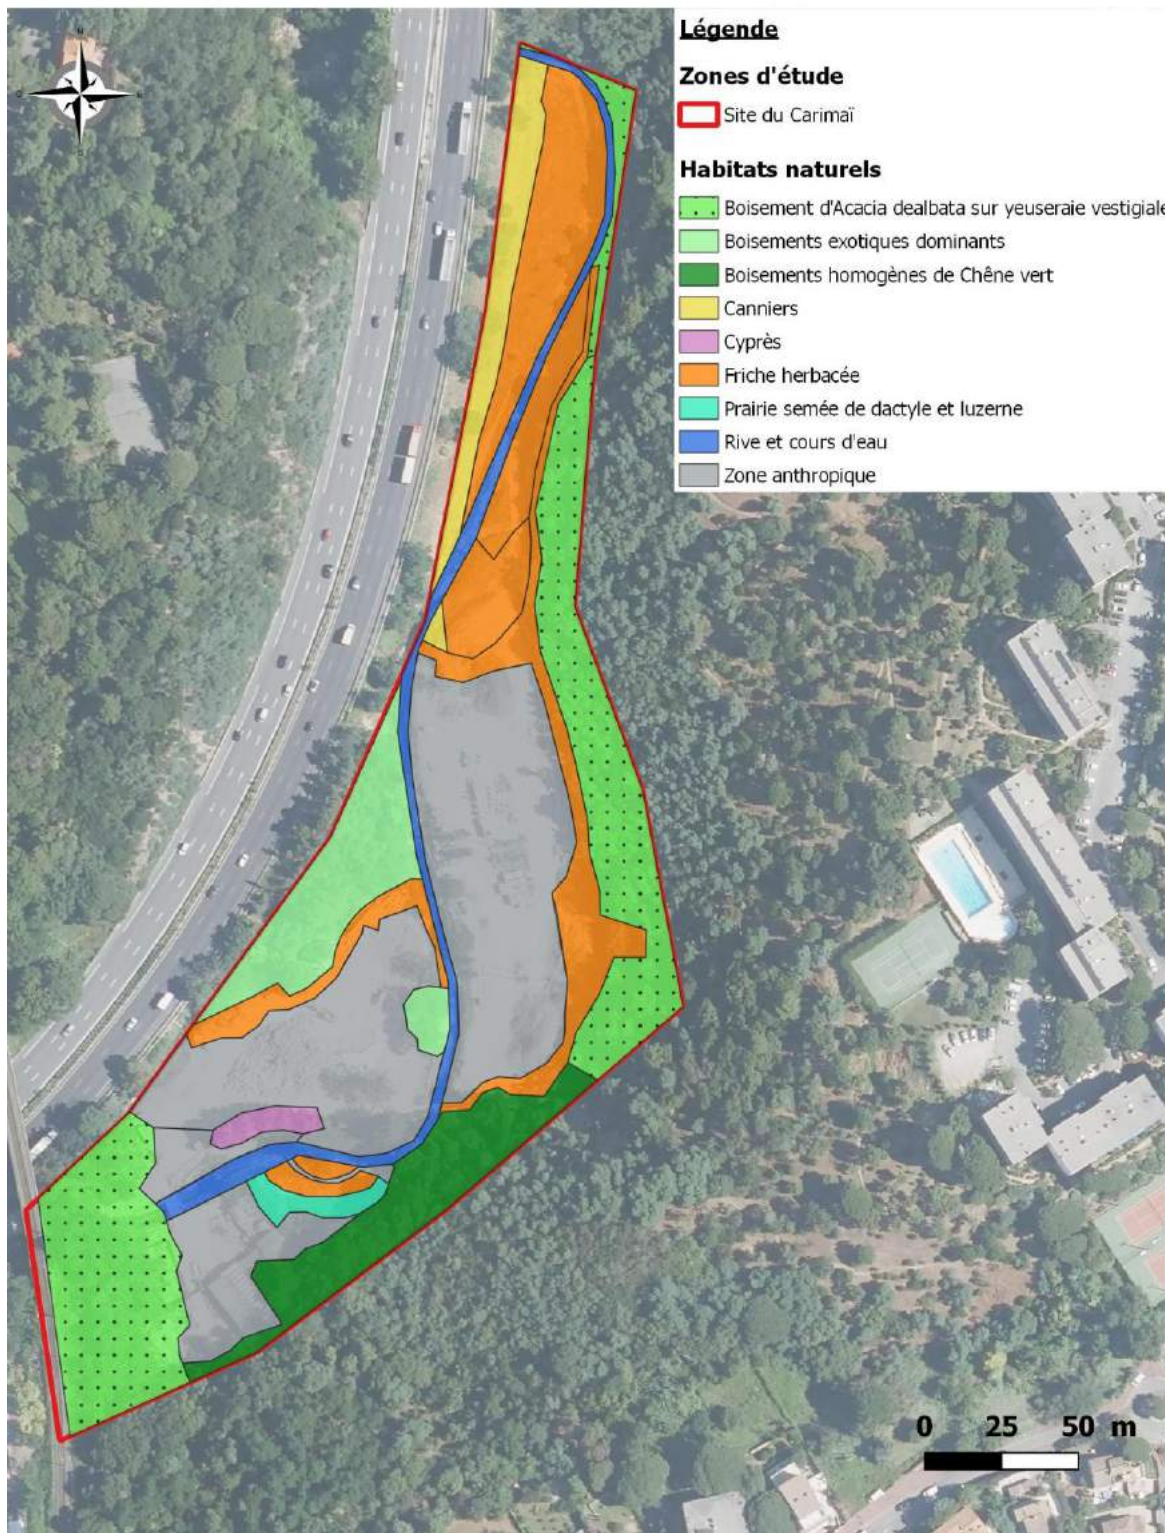 Légende
Zones d'étude
Site du Carimaï
Habitats naturels
Boisement d'Acacia dealbata sur yeuseraie vestigiale
Boisements exotiques dominants
Boisements homogènes de Chêne vert
Canniers
Cyprès
Friche herbacée
Prairie semée de dactyle et luzerne
Rive et cours d'eau
Zone anthropique
0 25 50 m